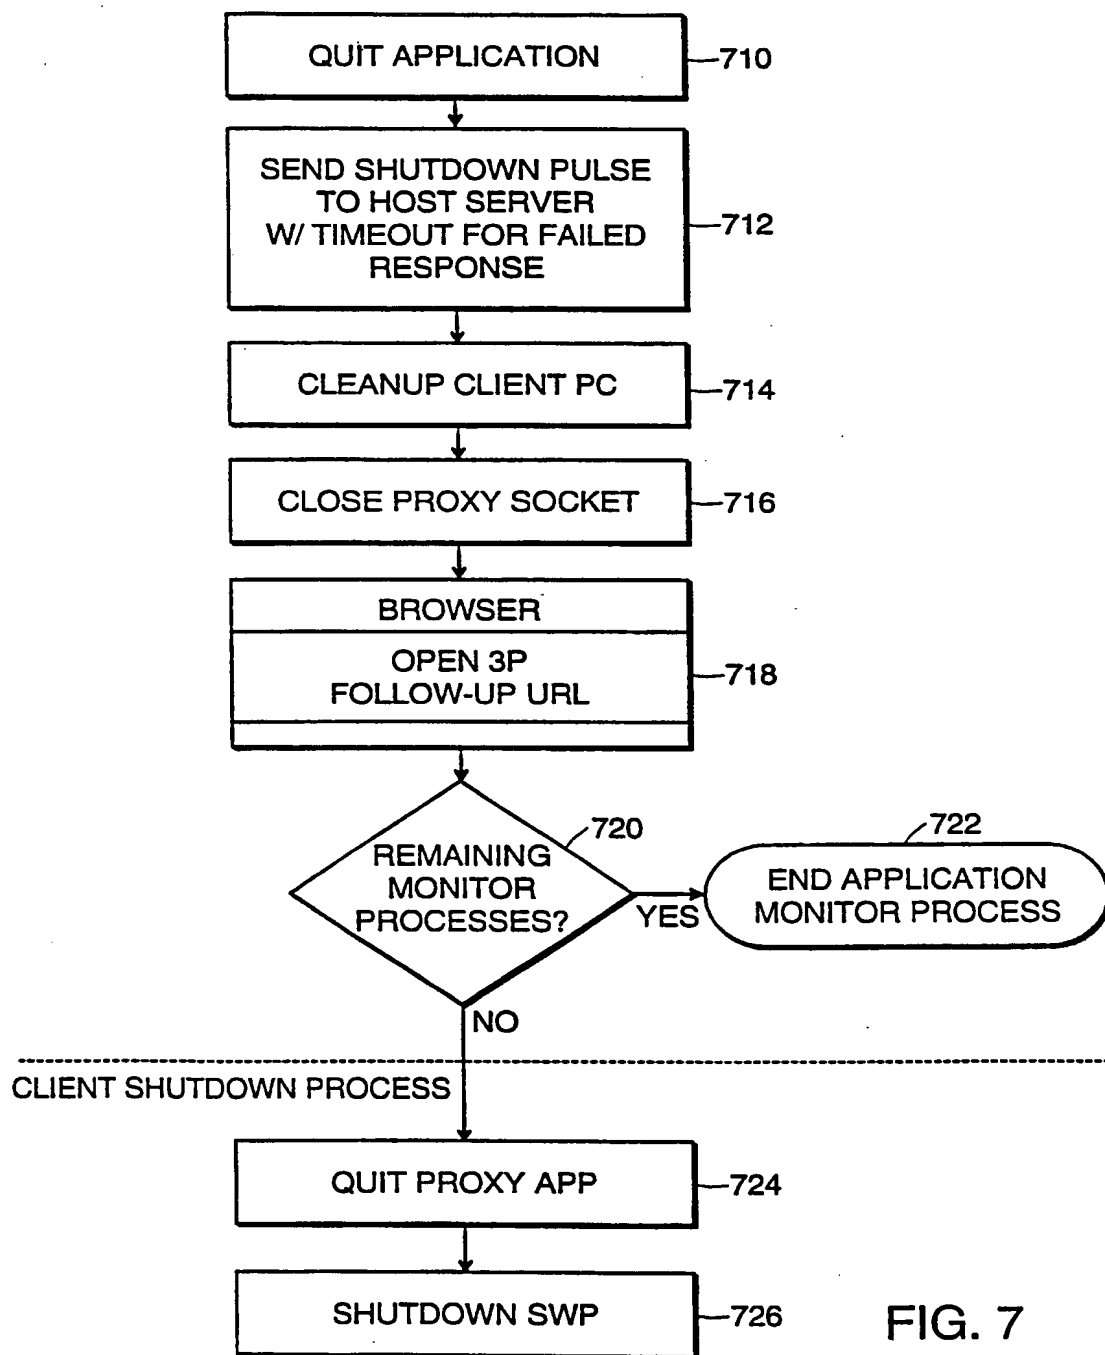 QUIT APPLICATION
710
SEND SHUTDOWN PULSE
TO HOST SERVER
W/ TIMEOUT FOR FAILED
RESPONSE
712
CLEANUP CLIENT PC
714
CLOSE PROXY SOCKET
716
BROWSER
OPEN 3P
FOLLOW-UP URL
718
REMAINING
MONITOR
PROCESSES?
720
YES
722
END APPLICATION
MONITOR PROCESS
NO
CLIENT SHUTDOWN PROCESS
QUIT PROXY APP
724
SHUTDOWN SWP
726
FIG. 7